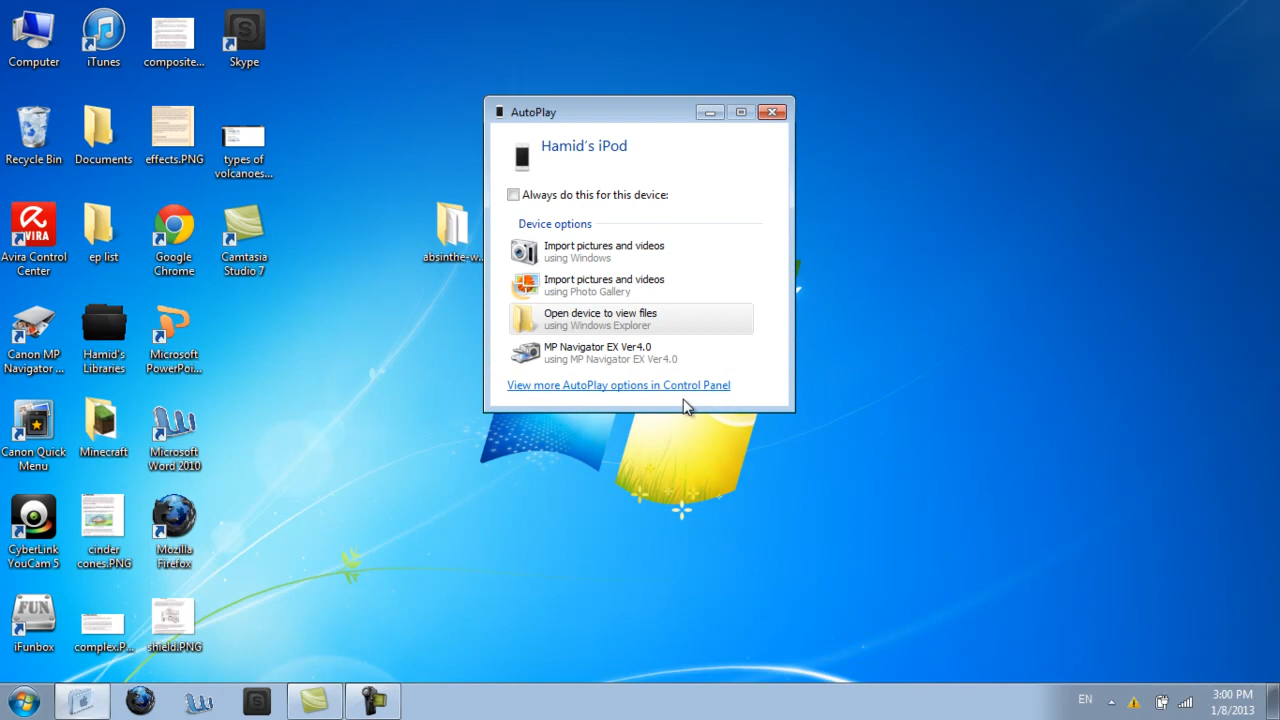 Computer
iTunes
composite...
Skype
Recycle Bin
Documents
effects.PNG
types of
volcanoes...
AVIRA
Avira Control
Center
ep list
Google
Chrome
Camtasia
Studio 7
absinthe-w...
Canon MP
Navigator ...
Hamid's
Libraries
Microsoft
PowerPoi...
Canon Quick
Menu
Minecraft
Microsoft
Word 2010
CyberLink
YouCam 5
cinder
cones.PNG
Mozilla
Firefox
FUN
iFunbox
complex.P...
shield.PNG
AutoPlay
Hamid's iPod
Always do this for this device:
Device options
Import pictures and videos
using Windows
Import pictures and videos
using Photo Gallery
Open device to view files
using Windows Explorer
MP Navigator EX Ver4.0
using MP Navigator EX Ver4.0
View more AutoPlay options in Control Panel
EN
3:00 PM
1/8/2013